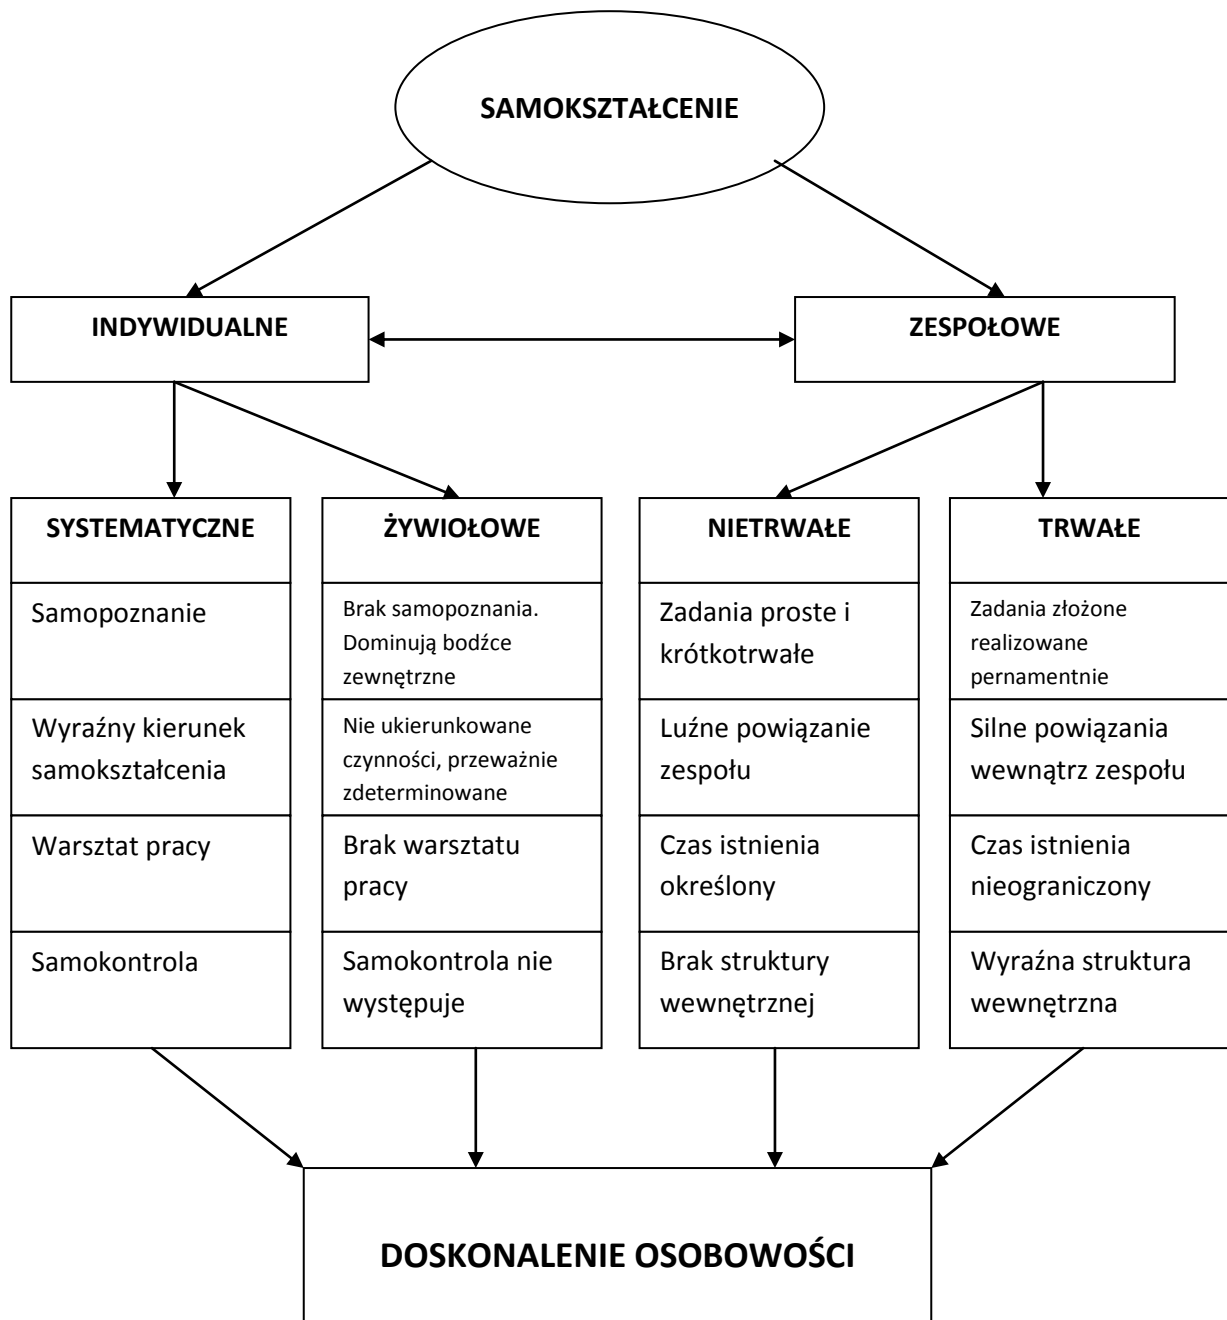 SAMOKSZTAŁCENIE
INDYWIDUALNE
ZESPOŁOWE
SYSTEMATYCZNE
ŻYWIOŁOWE
NIETRWAŁE
TRWAŁE
Samopoznanie
Brak samopoznania.
Dominują bodźce
zewnętrzne
Zadania proste i
krótkotrwałe
Zadania złożone
realizowane
pernamentnie
Wyraźny kierunek
samokształcenia
Nie ukierunkowane
czynności, przeważnie
zdeterminowane
Luźne powiązanie
zespołu
Silne powiązania
wewnątrz zespołu
Warsztat pracy
Brak warsztatu
pracy
Czas istnienia
określony
Czas istnienia
nieograniczony
Samokontrola
Samokontrola nie
występuje
Brak struktury
wewnętrznej
Wyraźna struktura
wewnętrzna
DOSKONALENIE OSOBOWOŚCI